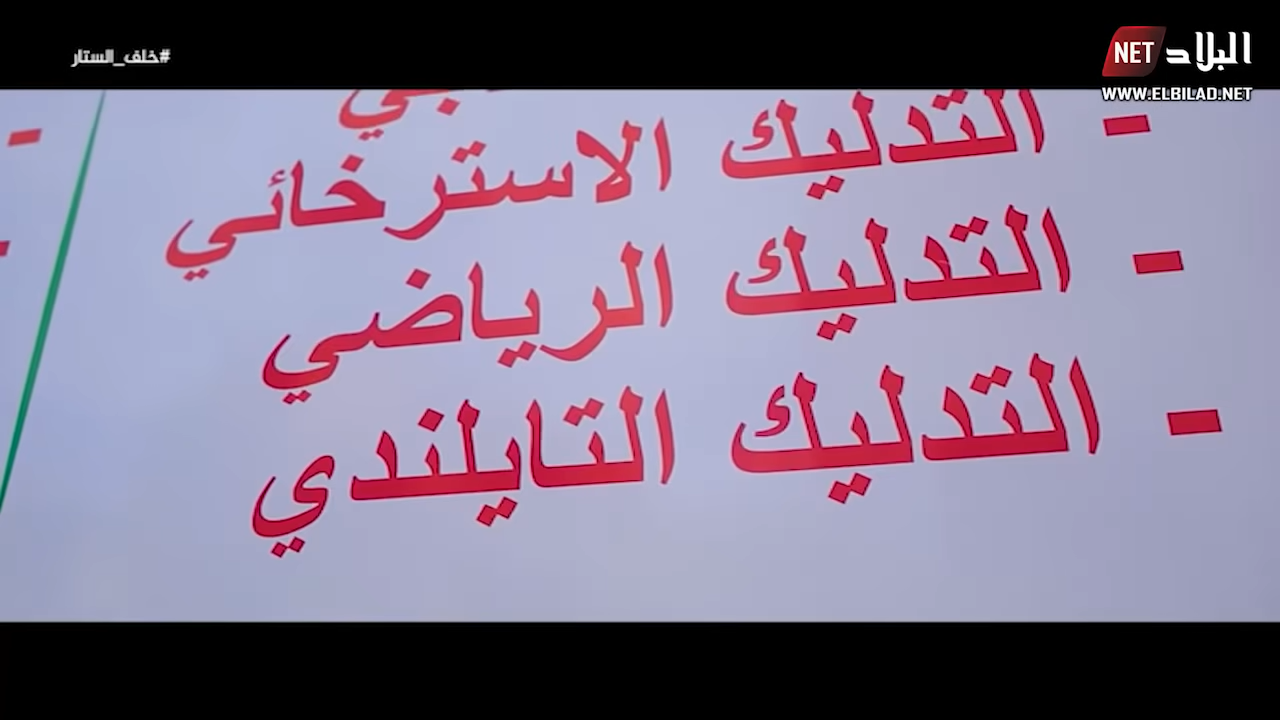 #خلف_الستار
البلاد NET
WWW.ELBILAD.NET
- التدليك الاسترخائي
- التدليك الرياضي
- التدليك التايلندي